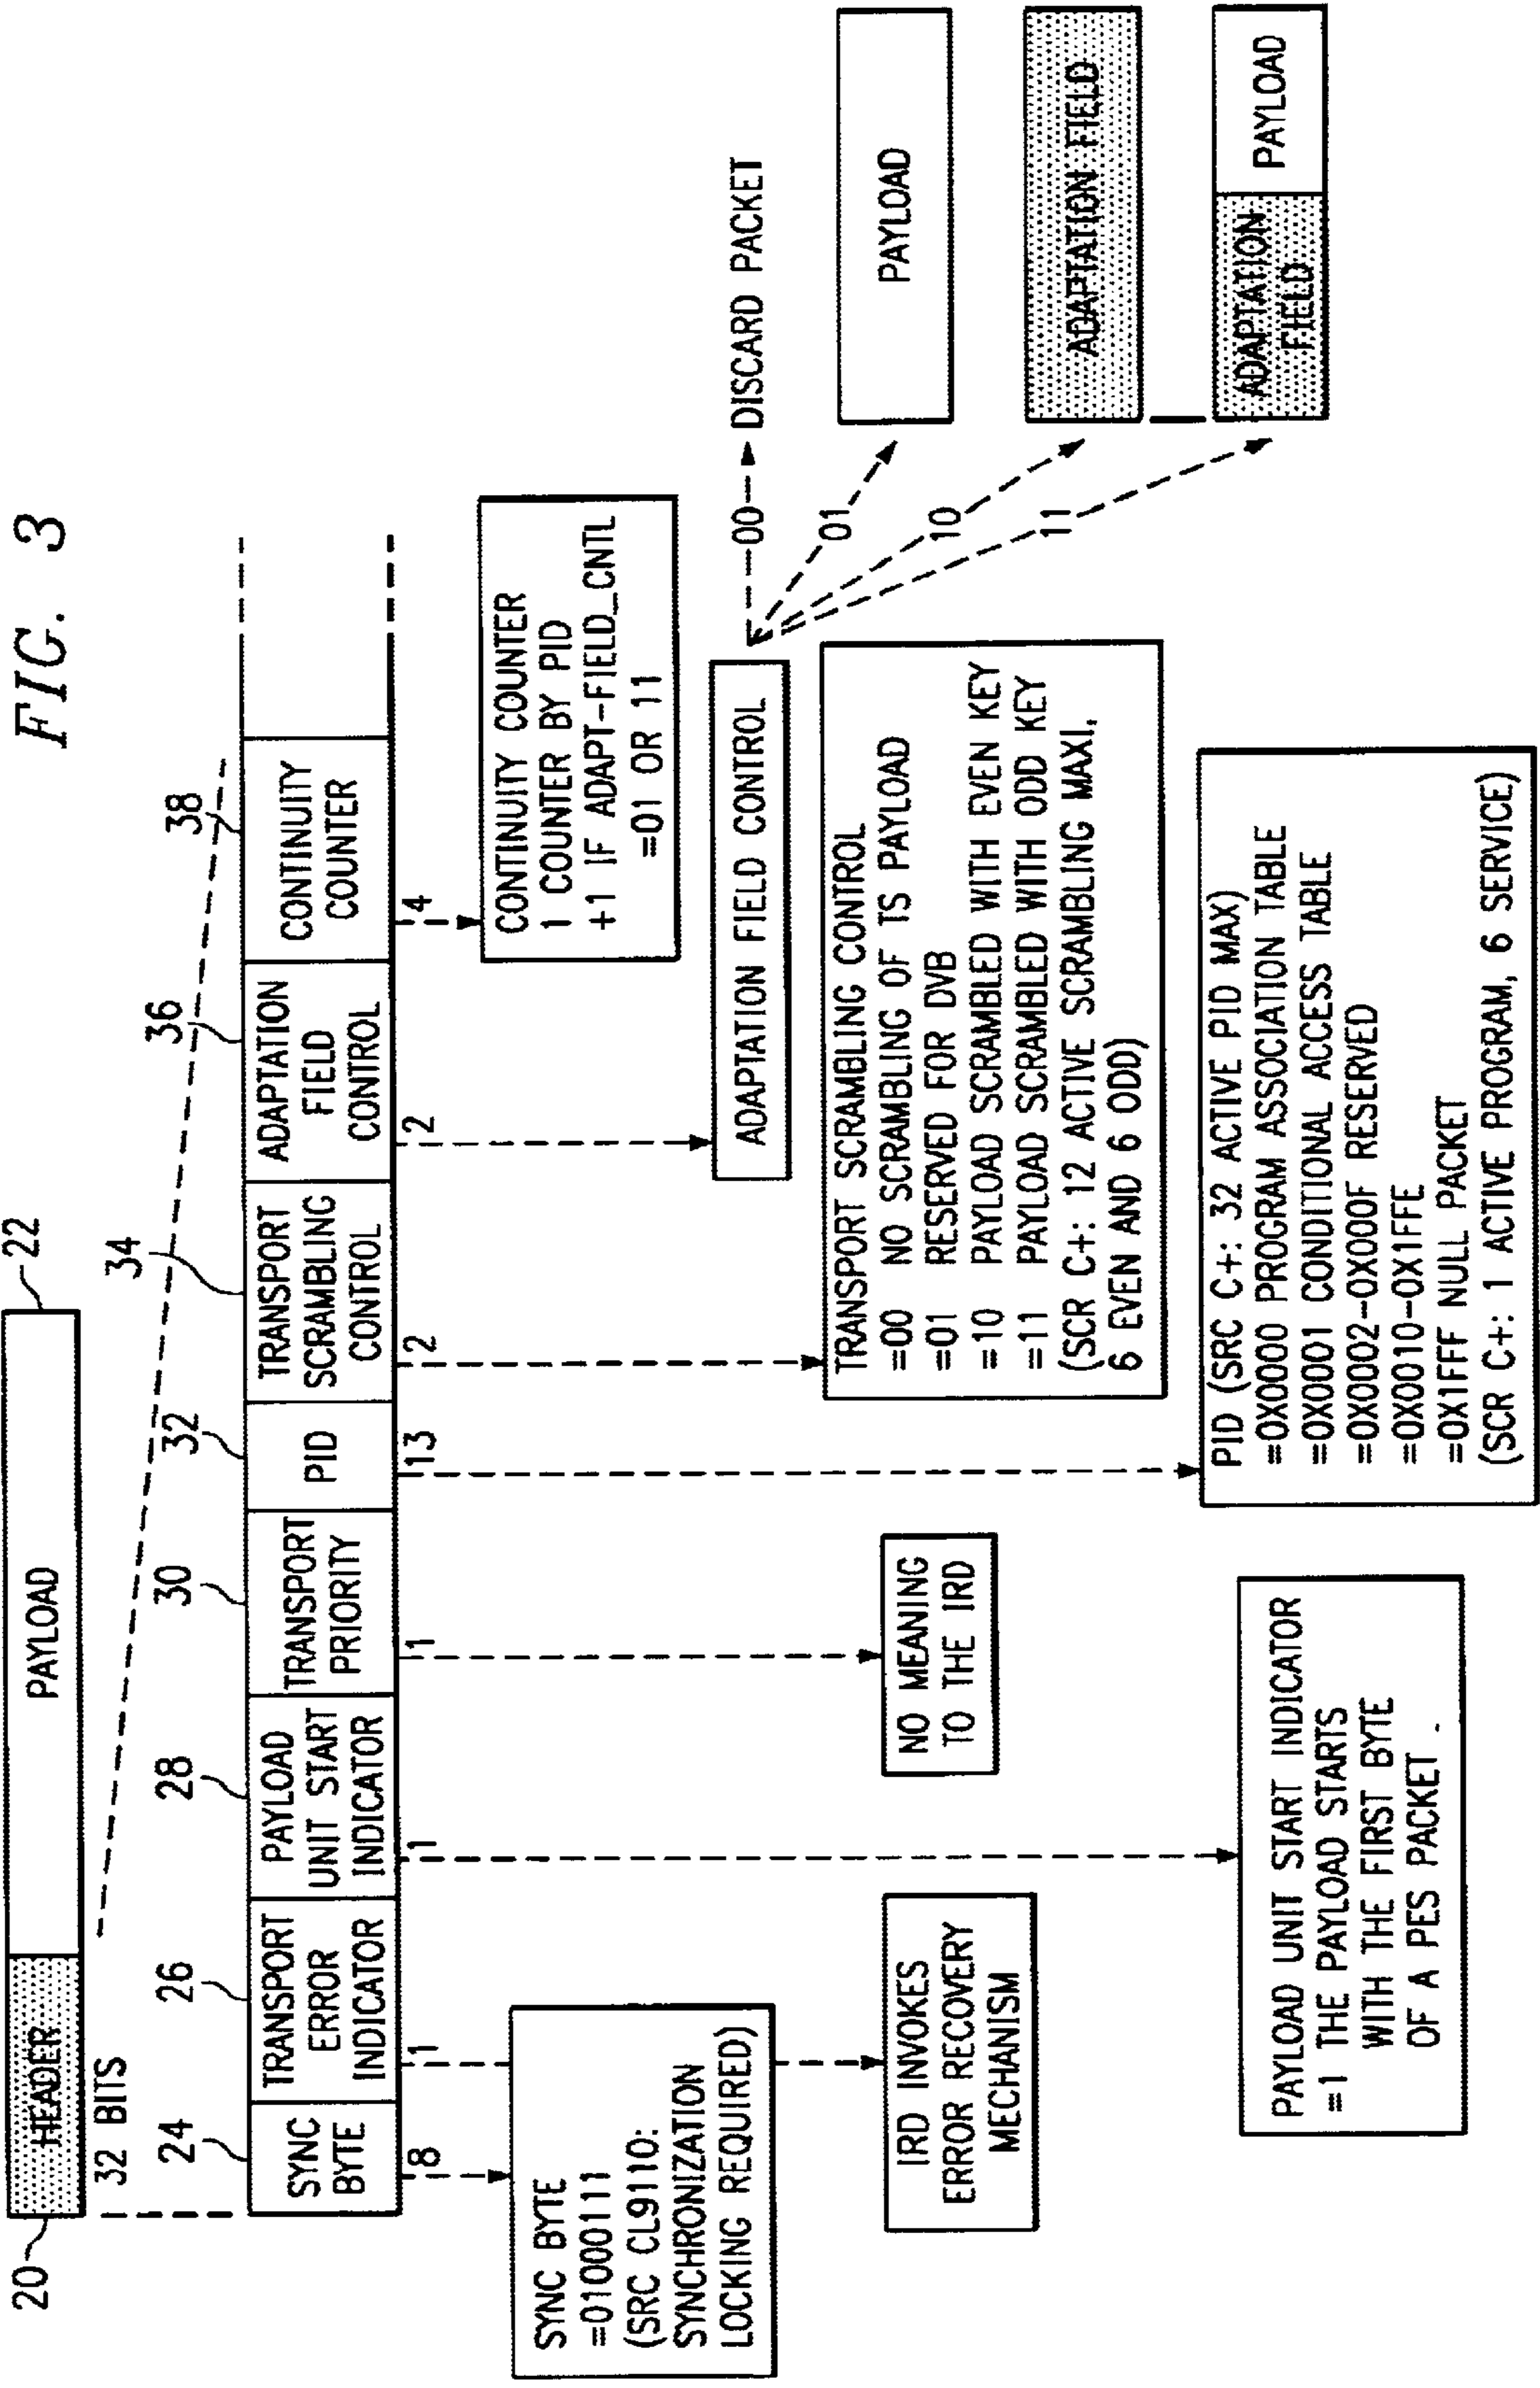 FIG. 3
20
HEADER
PAYLOAD
22
32 BITS
24
26
28
30
32
34
36
38
SYNC
BYTE
TRANSPORT
ERROR
INDICATOR
PAYLOAD
UNIT START
INDICATOR
TRANSPORT
PRIORITY
PID
TRANSPORT
SCRAMBLING
CONTROL
ADAPTATION
FIELD
CONTROL
CONTINUITY
COUNTER
8
1
1
1
13
2
2
4
SYNC BYTE
=01000111
(SRC CL9110:
SYNCHRONIZATION
LOCKING REQUIRED)
IRD INVOKES
ERROR RECOVERY
MECHANISM
PAYLOAD UNIT START INDICATOR
=1 THE PAYLOAD STARTS
WITH THE FIRST BYTE
OF A PES PACKET .
NO MEANING
TO THE IRD
PID (SRC C+: 32 ACTIVE PID MAX)
=0X0000 PROGRAM ASSOCIATION TABLE
=0X0001 CONDITIONAL ACCESS TABLE
=0X0002-0X000F RESERVED
=0X0010-0X1FFE
=0X1FFF NULL PACKET
(SCR C+: 1 ACTIVE PROGRAM, 6 SERVICE)
TRANSPORT SCRAMBLING CONTROL
=00 NO SCRAMBLING OF TS PAYLOAD
=01 RESERVED FOR DVB
=10 PAYLOAD SCRAMBLED WITH EVEN KEY
=11 PAYLOAD SCRAMBLED WITH ODD KEY
(SCR C+: 12 ACTIVE SCRAMBLING MAXI,
6 EVEN AND 6 ODD)
ADAPTATION FIELD CONTROL
CONTINUITY COUNTER
1 COUNTER BY PID
+1 IF ADAPT-FIELD_CNTL
=01 OR 11
00
DISCARD PACKET
01
PAYLOAD
10
ADAPTATION FIELD
11
ADAPTATION
FIELD
PAYLOAD